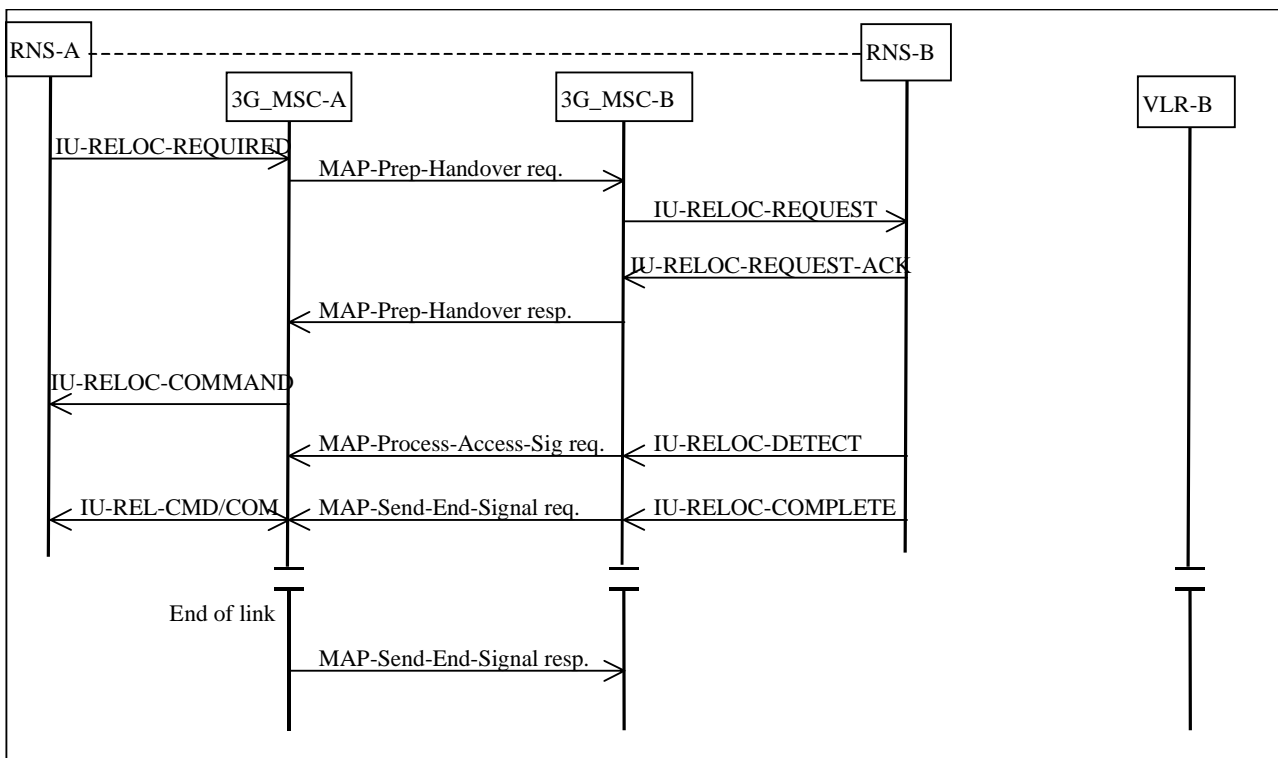 RNS-A
RNS-B
3G_MSC-A
3G_MSC-B
VLR-B
IU-RELOC-REQUIRED
MAP-Prep-Handover req.
IU-RELOC-REQUEST
IU-RELOC-REQUEST-ACK
MAP-Prep-Handover resp.
IU-RELOC-COMMAND
MAP-Process-Access-Sig req.
IU-RELOC-DETECT
IU-REL-CMD/COM
MAP-Send-End-Signal req.
IU-RELOC-COMPLETE
End of link
MAP-Send-End-Signal resp.